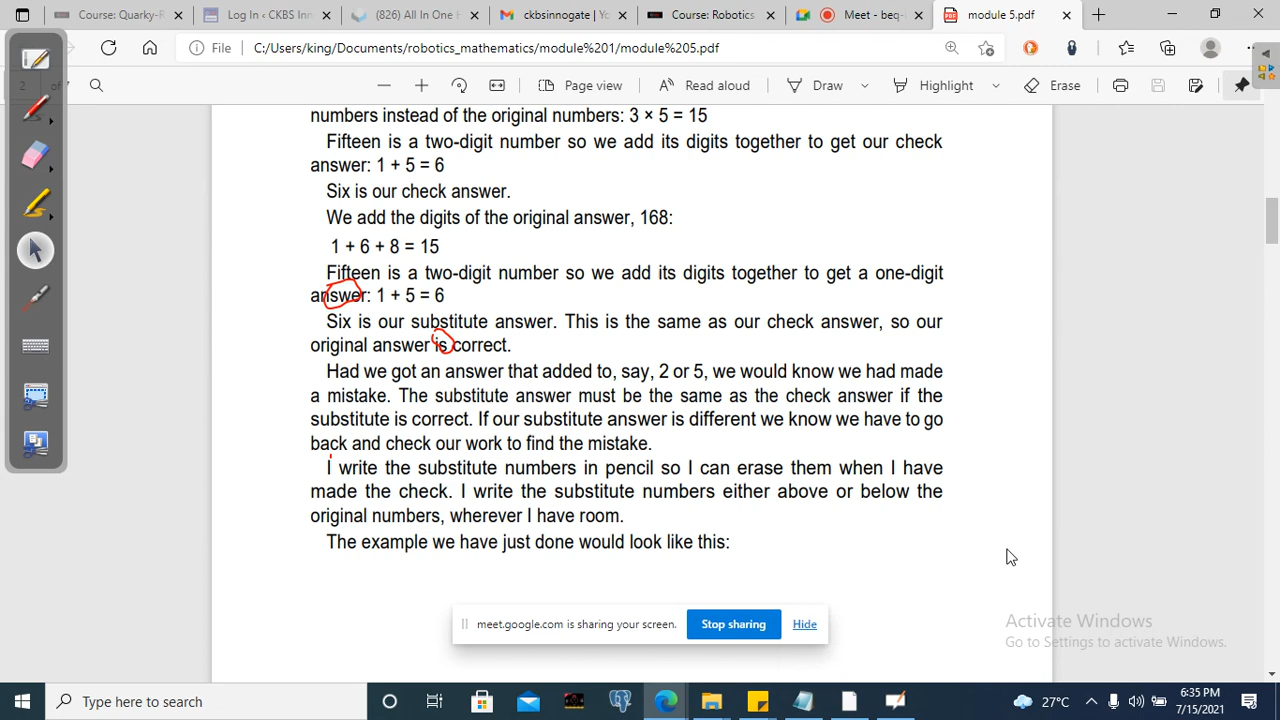 Course: Quarky-R
Log In ‹ CKBS Inn
(826) All In One F
ckbsinnogate | Yo
Course: Robotics
Meet - beq-
module 5.pdf
File
C:/Users/king/Documents/robotics_mathematics/module%201/module%205.pdf
2
Page view
Read aloud
Draw
Highlight
Erase
numbers instead of the original numbers: 3 × 5 = 15
Fifteen is a two-digit number so we add its digits together to get our check
answer: 1 + 5 = 6
Six is our check answer.
We add the digits of the original answer, 168:
1 + 6 + 8 = 15
Fifteen is a two-digit number so we add its digits together to get a one-digit
answer: 1 + 5 = 6
Six is our substitute answer. This is the same as our check answer, so our
original answer is correct.
Had we got an answer that added to, say, 2 or 5, we would know we had made
a mistake. The substitute answer must be the same as the check answer if the
substitute is correct. If our substitute answer is different we know we have to go
back and check our work to find the mistake.
I write the substitute numbers in pencil so I can erase them when I have
made the check. I write the substitute numbers either above or below the
original numbers, wherever I have room.
The example we have just done would look like this:
meet.google.com is sharing your screen.
Stop sharing
Hide
Activate Windows
Go to Settings to activate Windows.
Type here to search
27°C
6:35 PM
7/15/2021